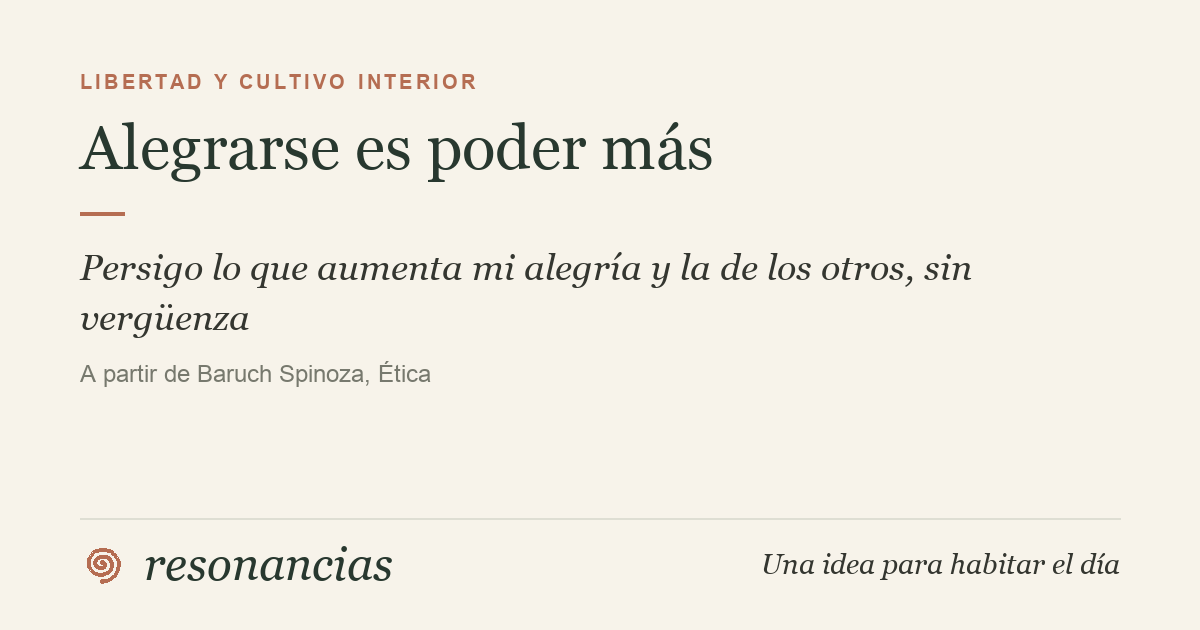 LIBERTAD Y CULTIVO INTERIOR
Alegrarse es poder más
Persigo lo que aumenta mi alegría y la de los otros, sin
vergüenza
A partir de Baruch Spinoza, Ética
resonancias
Una idea para habitar el día